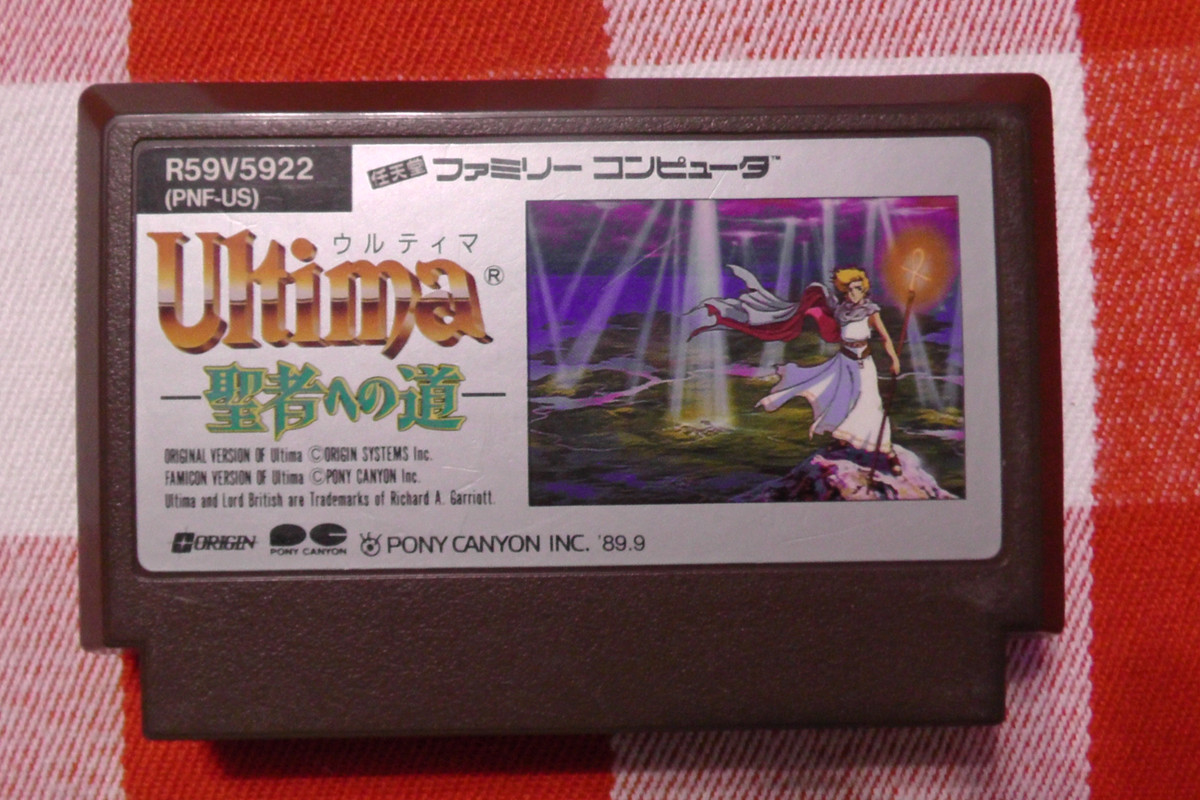 R59V5922
(PNF-US)
任天堂 ファミリー コンピュータ™
ウルティマ
Ultima®
聖者への道
ORIGINAL VERSION OF Ultima ©ORIGIN SYSTEMS Inc.
FAMICON VERSION OF Ultima ©PONY CANYON Inc.
Ultima and Lord British are Trademarks of Richard A. Garriott.
ORIGIN
PONY CANYON
PONY CANYON INC. '89.9